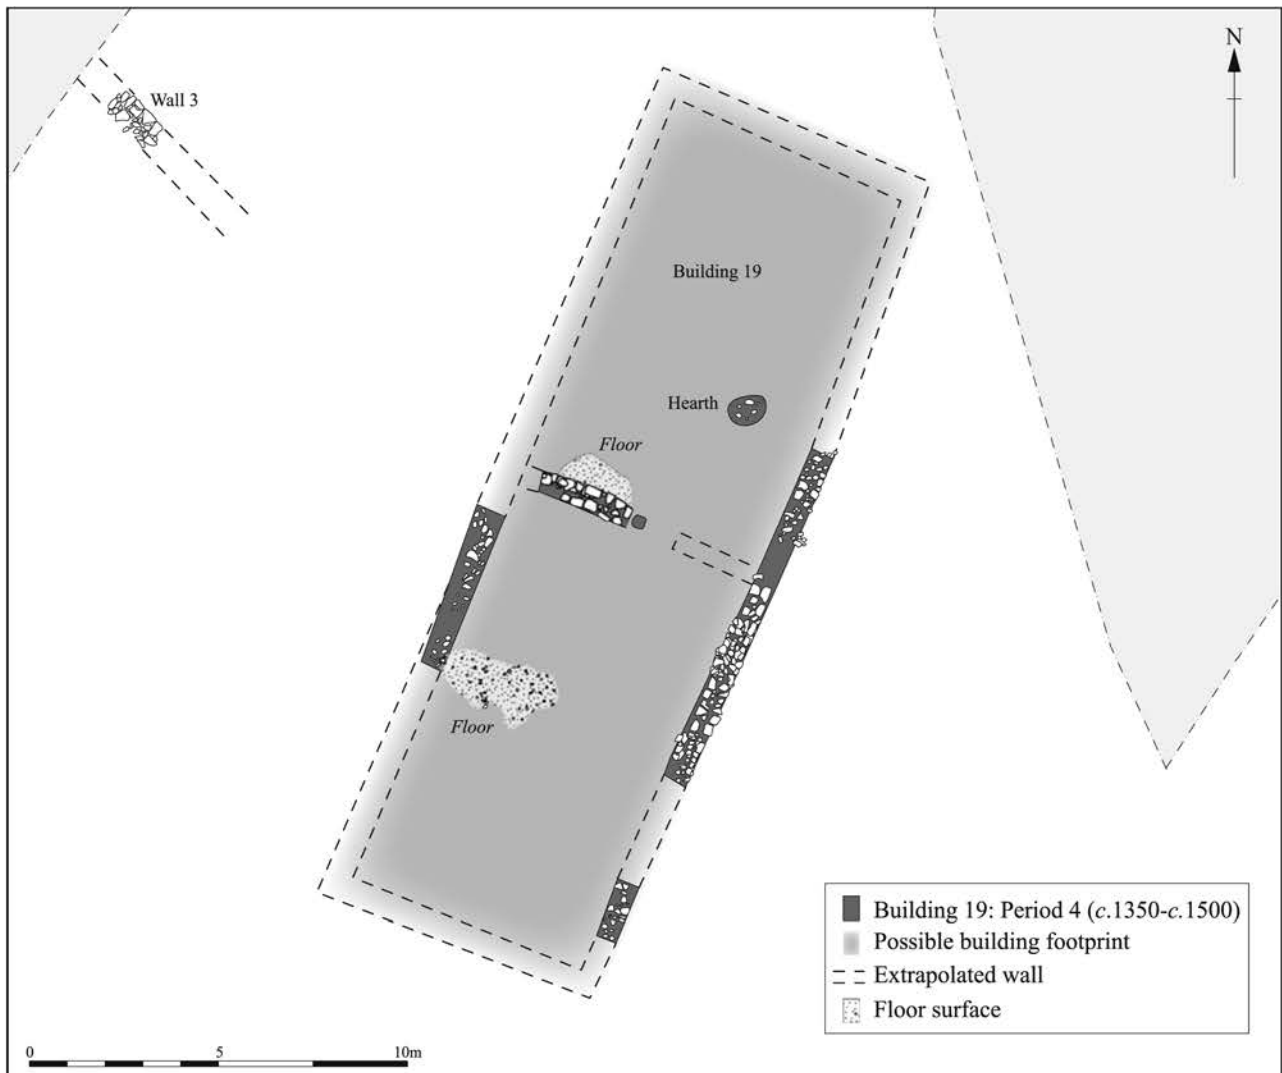 N
Wall 3
Building 19
Hearth
Floor
Floor
Building 19: Period 4 (c.1350-c.1500)
Possible building footprint
Extrapolated wall
Floor surface
0 5 10m